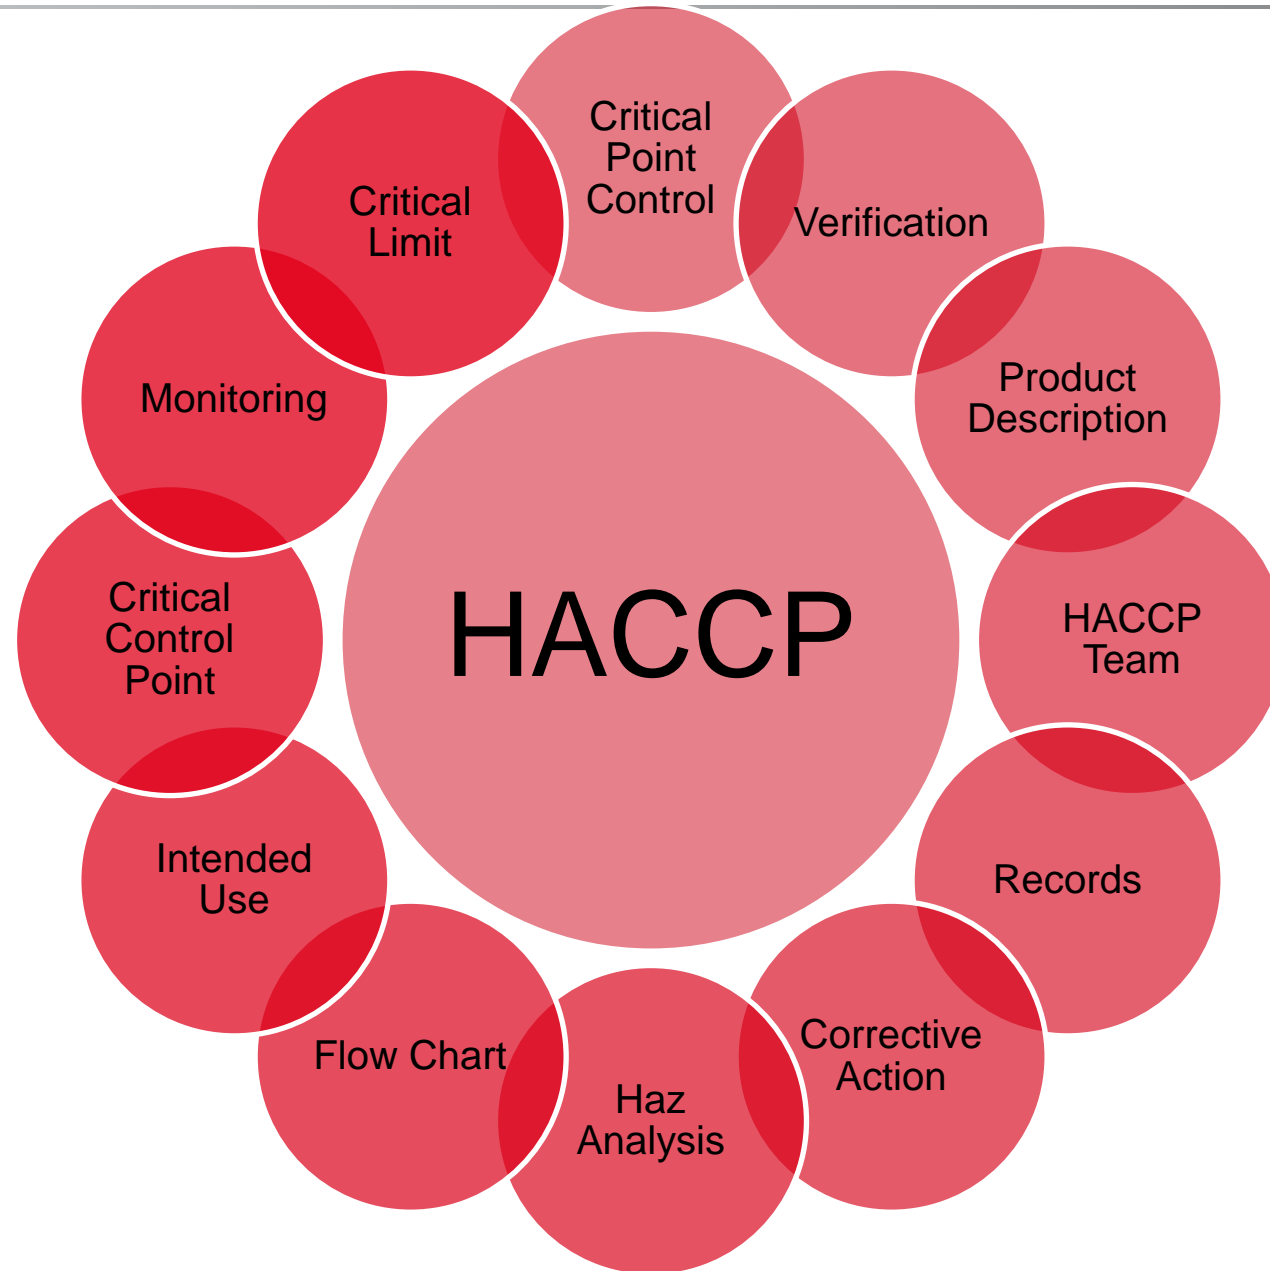 Critical
Point
Control
Verification
Product
Description
HACCP
Team
Records
Corrective
Action
Haz
Analysis
Flow Chart
Intended
Use
Critical
Control
Point
Monitoring
Critical
Limit
HACCP